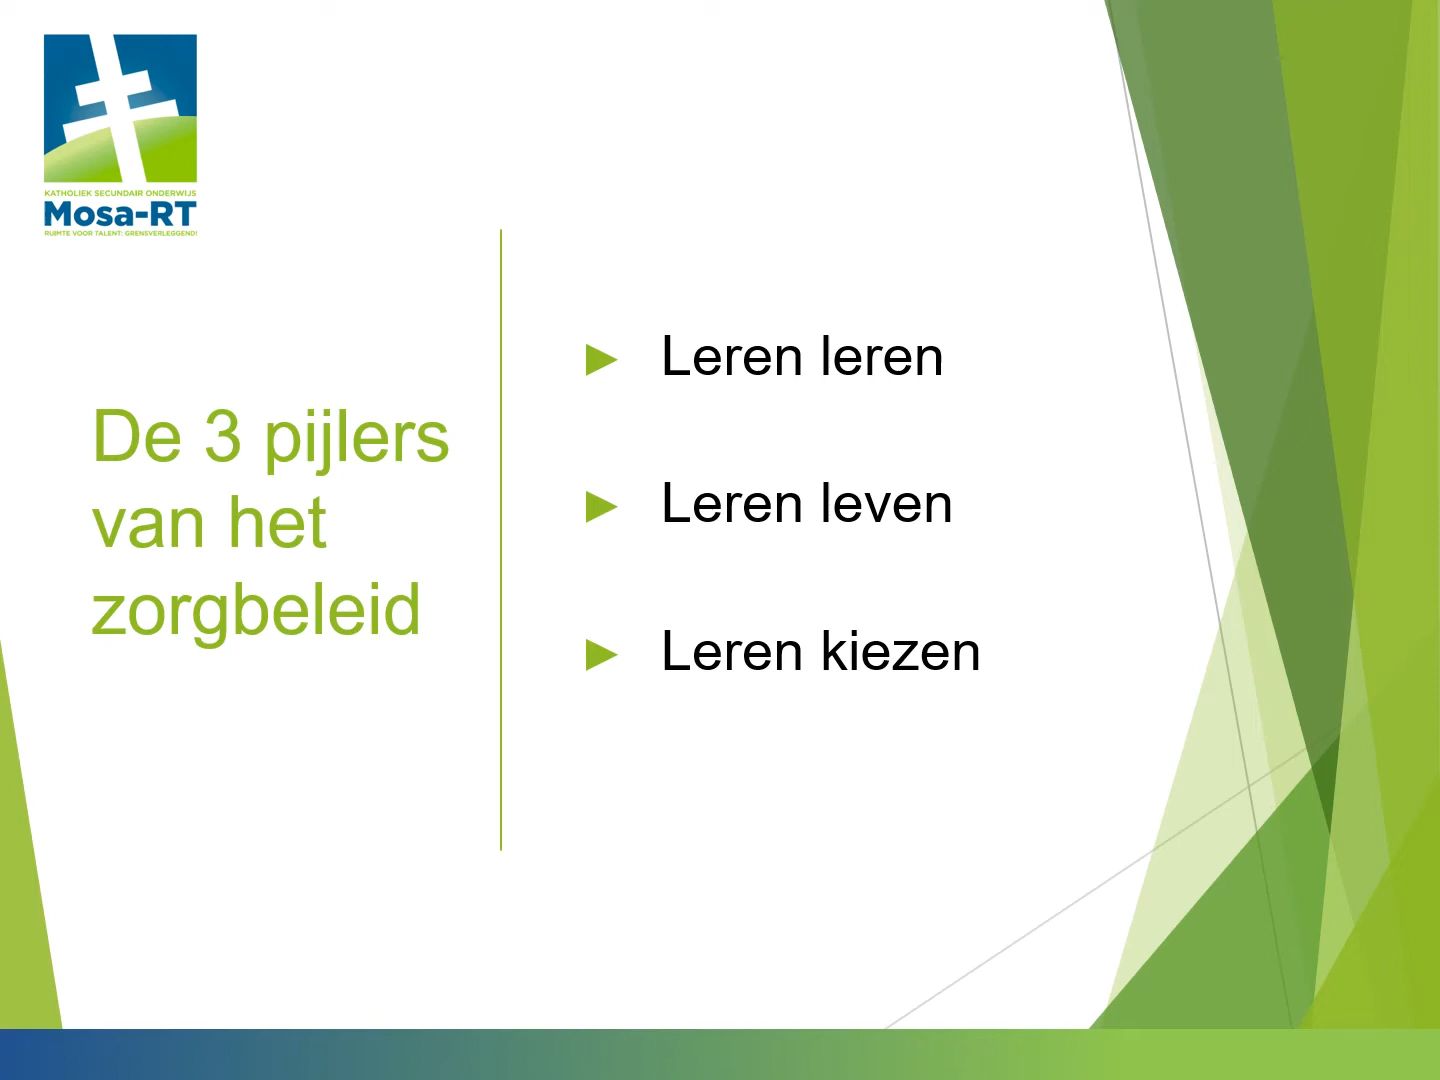 KATHOLIEK SECUNDAIR ONDERWIJS
Mosa-RT
RUIMTE VOOR TALENT: GRENSVERLEGGEND!
De 3 pijlers
van het
zorgbeleid
Leren leren
Leren leven
Leren kiezen